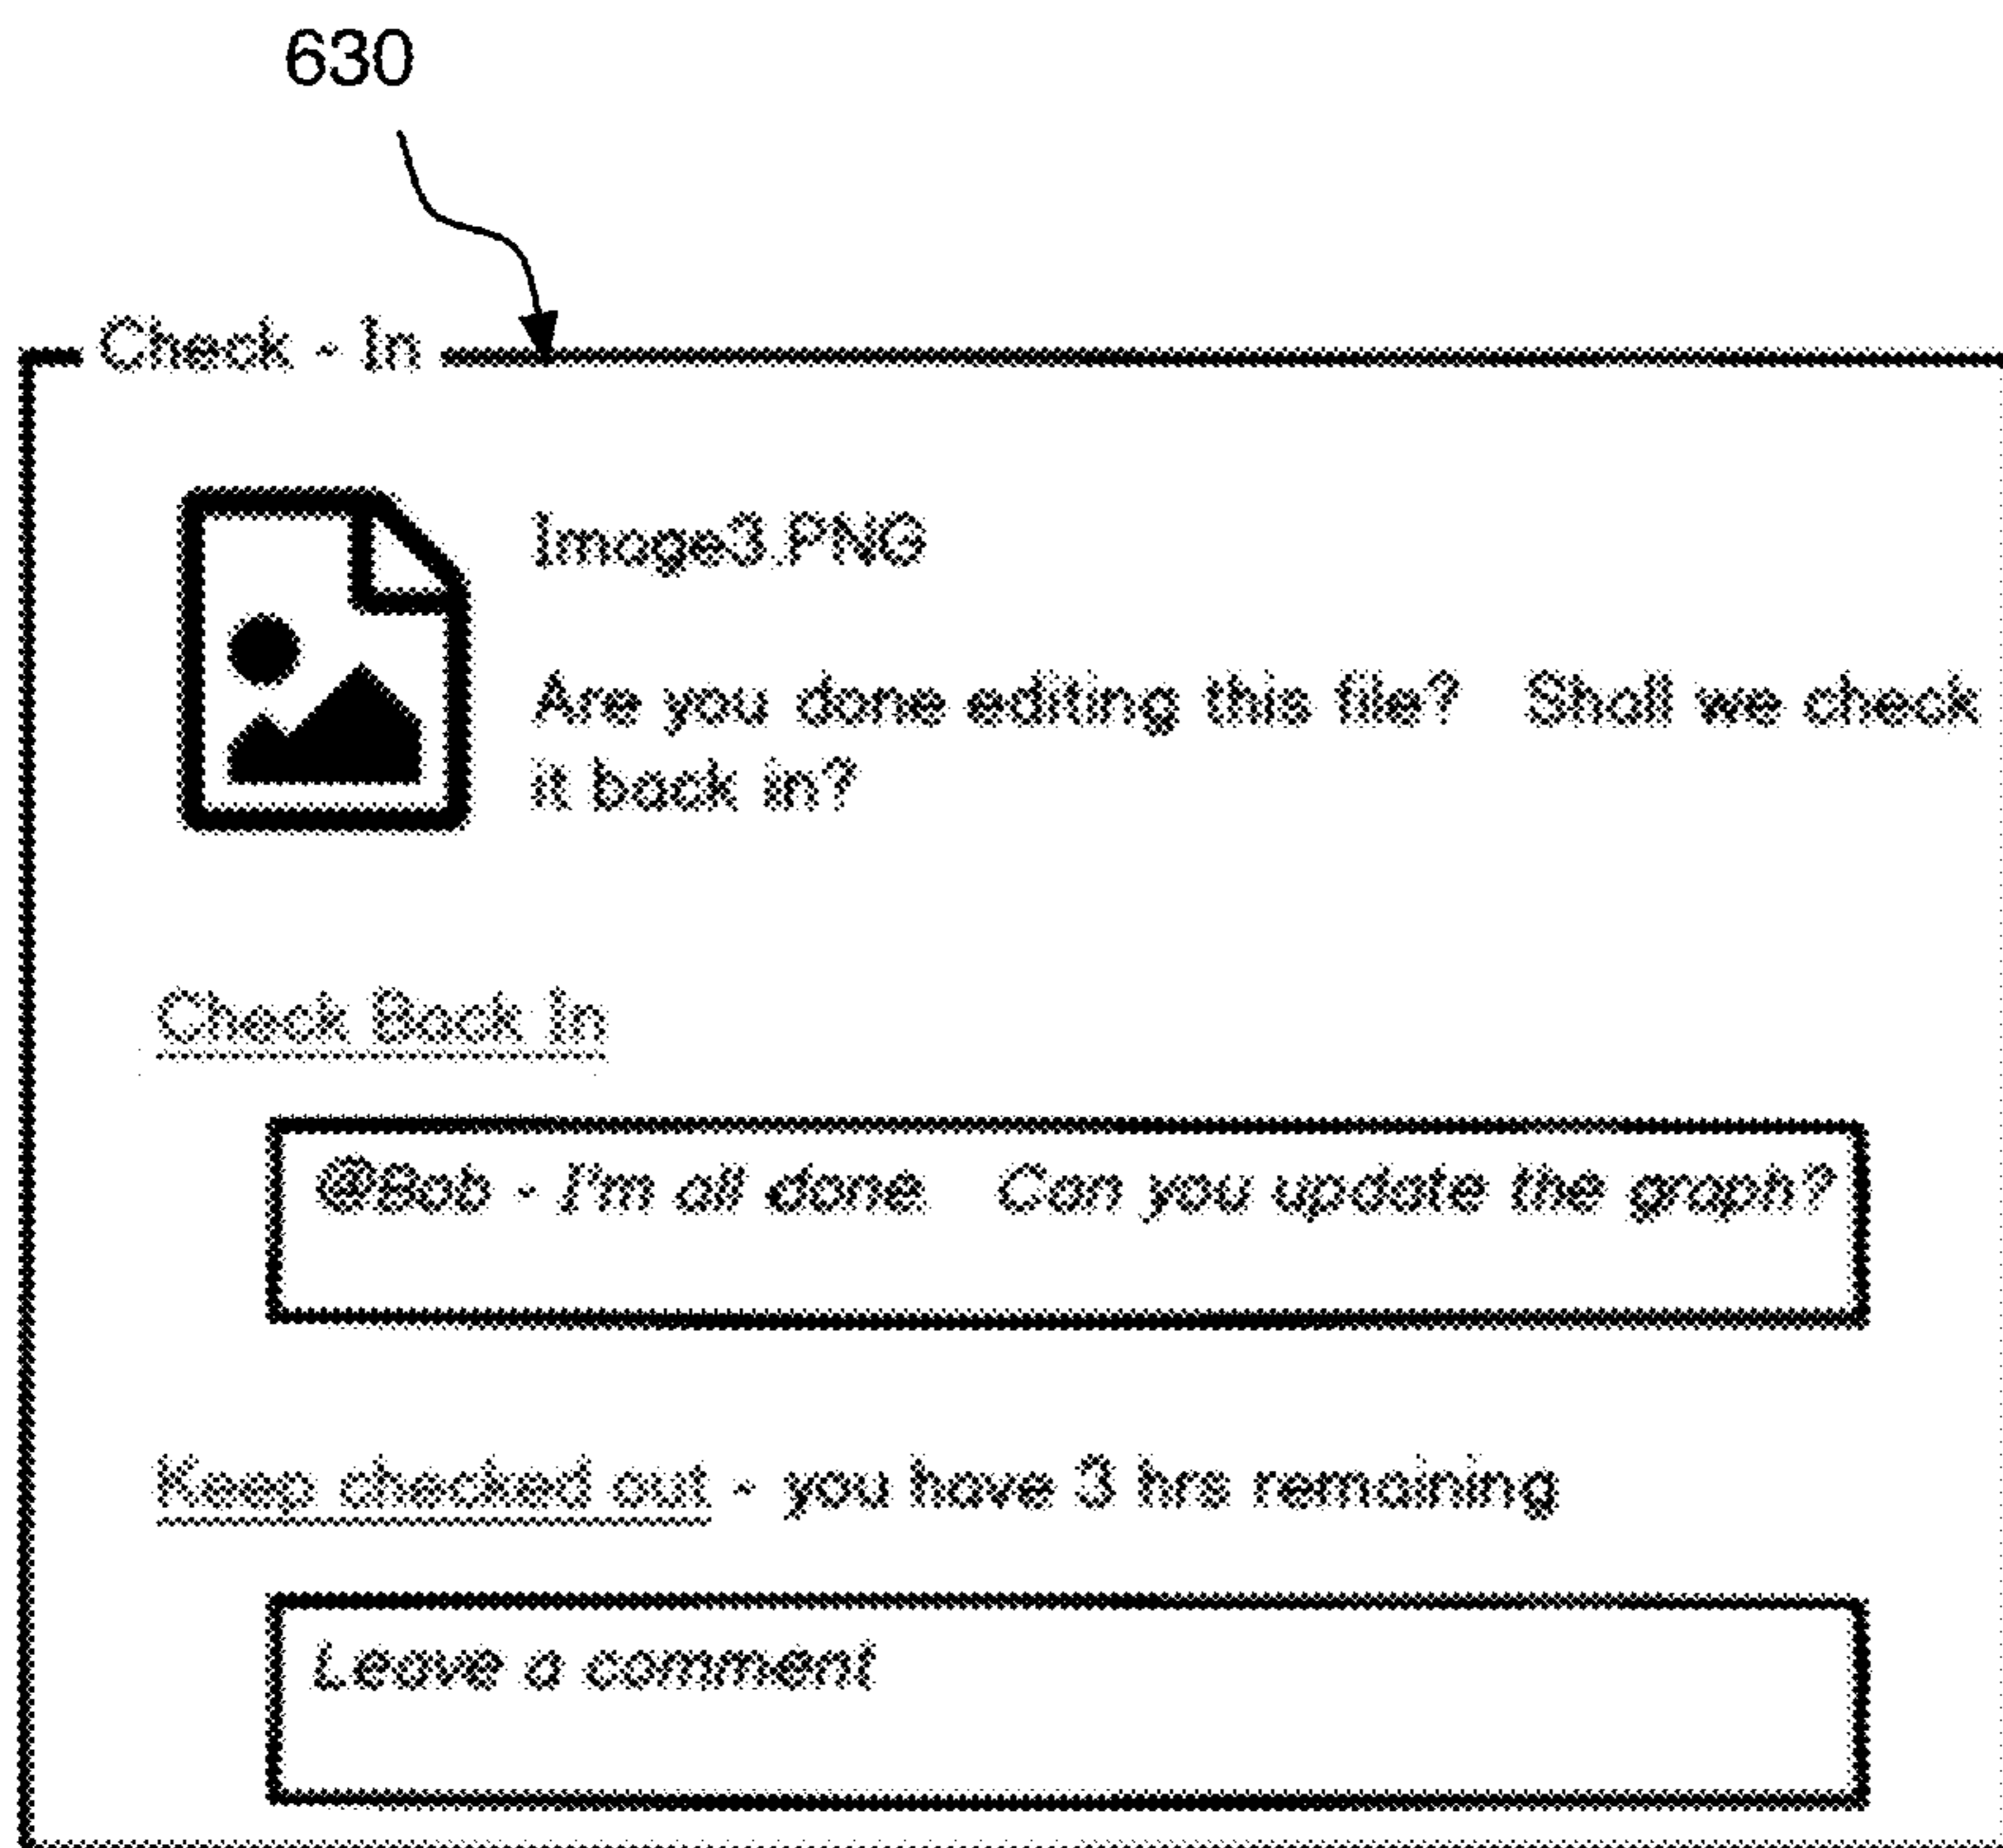 630
Check - In
Image3.PNG
Are you done editing this file? Shall we check
it back in?
Check Back In
@Bob - I'm all done. Can you update the graph?
Keep checked out - you have 3 hrs remaining
Leave a comment